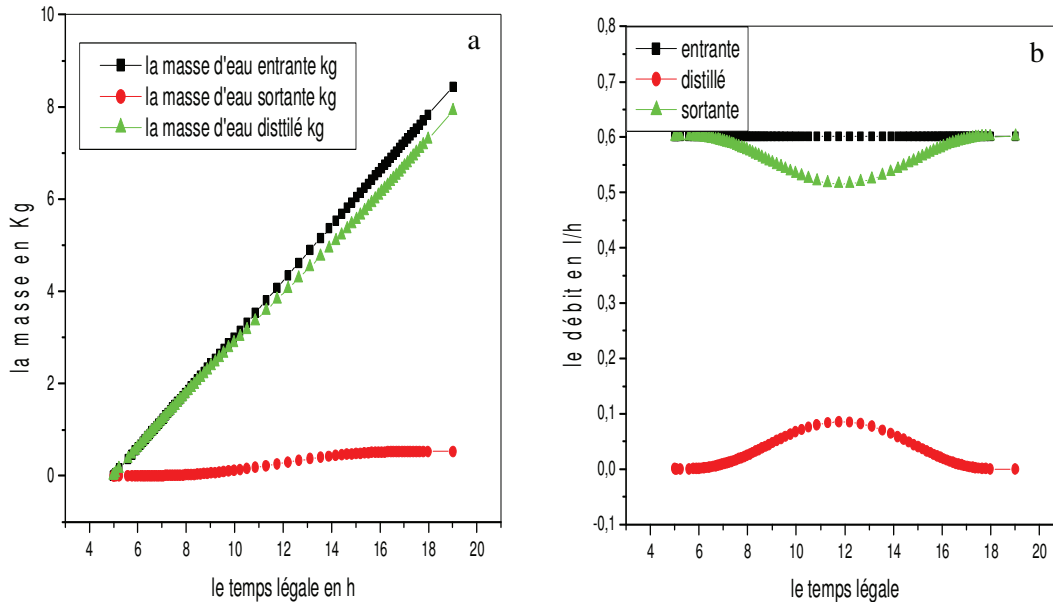 a
la masse d'eau entrante kg
la masse d'eau sortante kg
la masse d'eau disttilé kg
10
8
6
4
2
0
la masse en Kg
4 6 8 10 12 14 16 18 20
le temps légale en h
b
entrante
distillé
sortante
0,8
0,7
0,6
0,5
0,4
0,3
0,2
0,1
0,0
-0,1
le débit en l/h
4 6 8 10 12 14 16 18 20
le temps légale